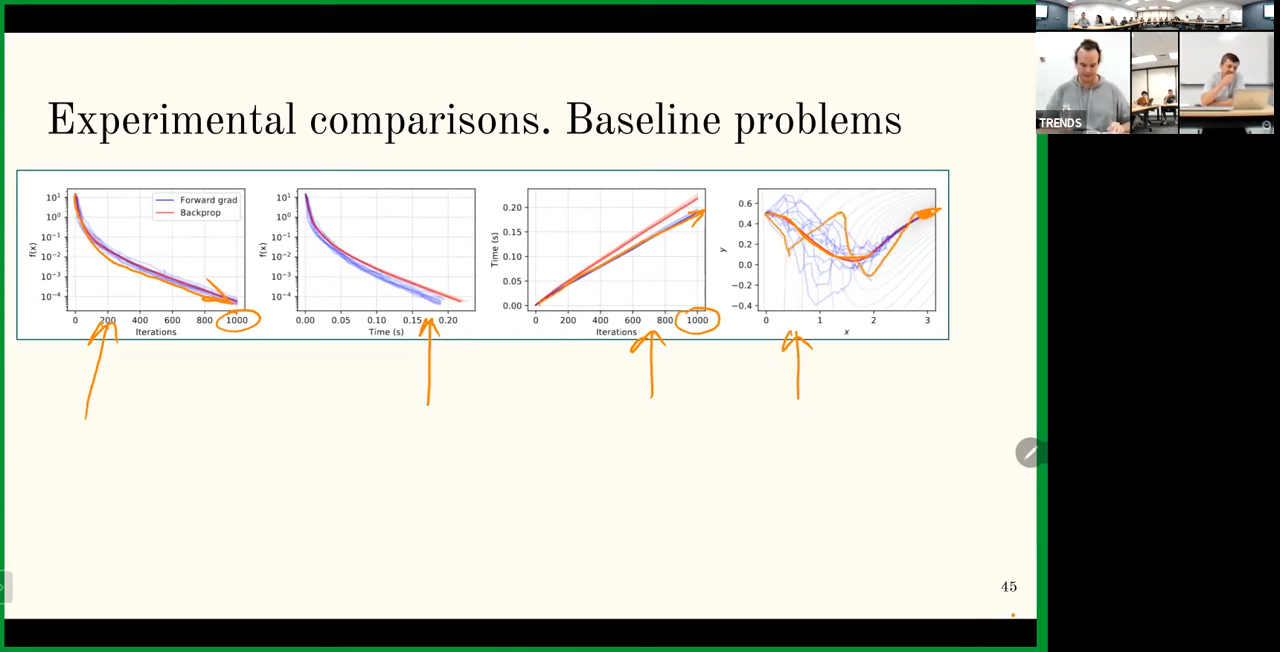 Experimental comparisons. Baseline problems
f(x)
10¹
10⁰
10⁻¹
10⁻²
10⁻³
10⁻⁴
Forward grad
Backprop
0 200 400 600 800 1000
Iterations
f(x)
10¹
10⁰
10⁻¹
10⁻²
10⁻³
10⁻⁴
0.00 0.05 0.10 0.15 0.20
Time (s)
Time (s)
0.20
0.15
0.10
0.05
0.00
0 200 400 600 800 1000
Iterations
y
0.6
0.4
0.2
0.0
−0.2
−0.4
0 1 2 3
x
45
TRENDS